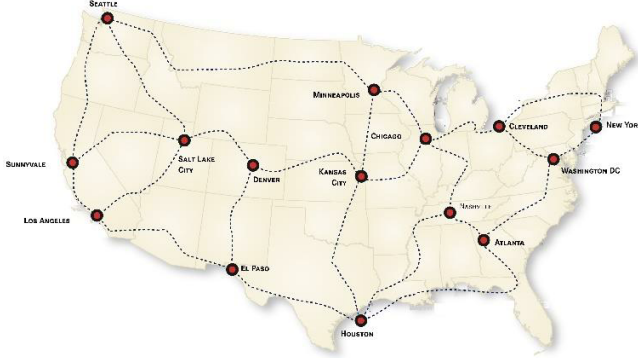 SEATTLE
MINNEAPOLIS
CHICAGO
CLEVELAND
NEW YOR
SUNNYVALE
SALT LAKE
CITY
DENVER
KANSAS
CITY
WASHINGTON DC
LOS ANGELES
NASHVILLE
ATLANTA
EL PASO
HOUSTON